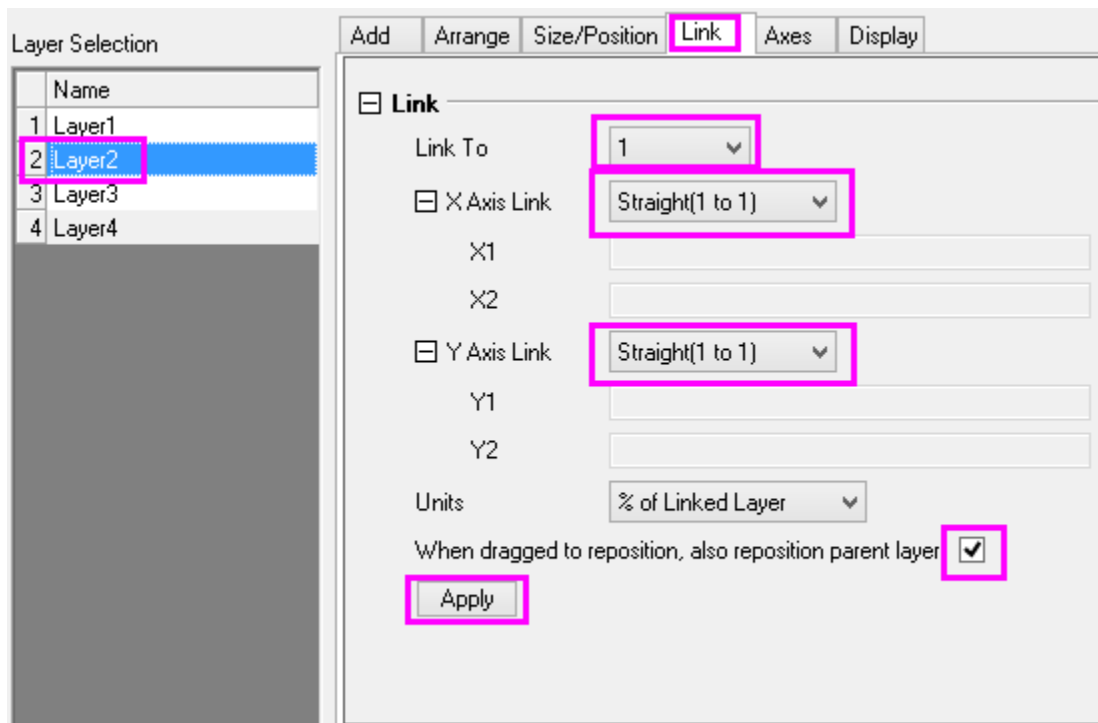 Layer Selection
Name
1 Layer1
2 Layer2
3 Layer3
4 Layer4
Add Arrange Size/Position Link Axes Display
Link
Link To 1
X Axis Link Straight(1 to 1)
X1
X2
Y Axis Link Straight(1 to 1)
Y1
Y2
Units % of Linked Layer
When dragged to reposition, also reposition parent layer
Apply